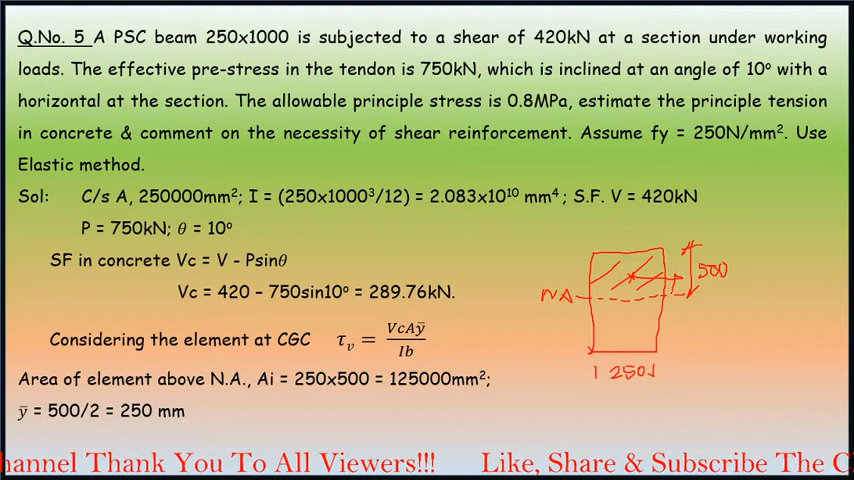 Q.No. 5 A PSC beam 250x1000 is subjected to a shear of 420kN at a section under working
loads. The effective pre-stress in the tendon is 750kN, which is inclined at an angle of 10° with a
horizontal at the section. The allowable principle stress is 0.8MPa, estimate the principle tension
in concrete & comment on the necessity of shear reinforcement. Assume fy = 250N/mm². Use
Elastic method.
Sol: C/s A, 250000mm²; I = (250x1000³/12) = 2.083x10¹⁰ mm⁴ ; S.F. V = 420kN
P = 750kN; θ = 10°
SF in concrete Vc = V - Psinθ
Vc = 420 – 750sin10° = 289.76kN.
Considering the element at CGC τᵥ = VcAȳ / Ib
Area of element above N.A., Ai = 250x500 = 125000mm²;
ȳ = 500/2 = 250 mm
500
NA
250
hannel Thank You To All Viewers!!! Like, Share & Subscribe The C